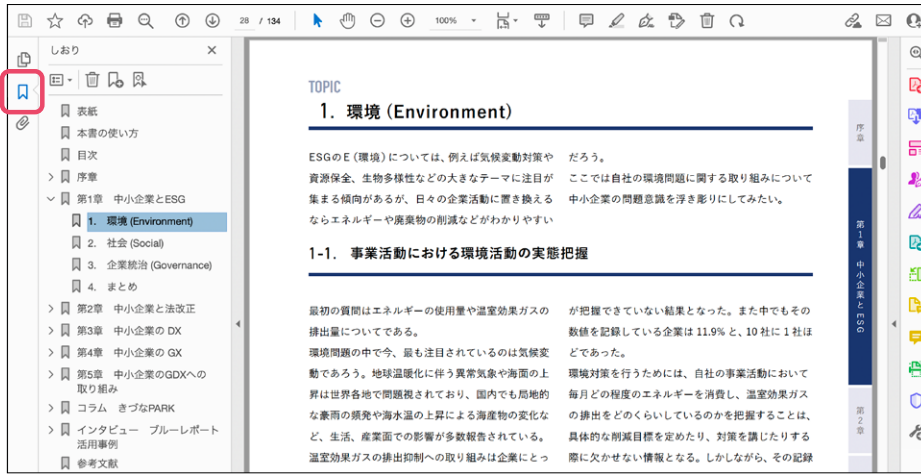 28 / 134
100%
しおり
表紙
本書の使い方
目次
序章
第1章 中小企業とESG
1. 環境 (Environment)
2. 社会 (Social)
3. 企業統治 (Governance)
4. まとめ
第2章 中小企業と法改正
第3章 中小企業の DX
第4章 中小企業の GX
第5章 中小企業のGDXへの
取り組み
コラム きづなPARK
インタビュー ブルーレポート
活用事例
参考文献
TOPIC
1. 環境 (Environment)
ESGのE（環境）については、例えば気候変動対策や
資源保全、生物多様性などの大きなテーマに注目が
集まる傾向があるが、日々の企業活動に置き換える
ならエネルギーや廃棄物の削減などがわかりやすい
だろう。
ここでは自社の環境問題に関する取り組みについて
中小企業の問題意識を浮き彫りにしてみたい。
1-1. 事業活動における環境活動の実態把握
最初の質問はエネルギーの使用量や温室効果ガスの
排出量についてである。
環境問題の中で今、最も注目されているのは気候変
動であろう。地球温暖化に伴う異常気象や海面の上
昇は世界各地で問題視されており、国内でも局地的
な豪雨の頻発や海水温の上昇による海産物の変化な
ど、生活、産業面での影響が多数報告されている。
温室効果ガスの排出抑制への取り組みは企業にとっ
が把握できていない結果となった。また中でもその
数値を記録している企業は 11.9% と、10 社に 1 社ほ
どであった。
環境対策を行うためには、自社の事業活動において
毎月どの程度のエネルギーを消費し、温室効果ガス
の排出をどのくらいしているのかを把握することは、
具体的な削減目標を定めたり、対策を講じたりする
際に欠かせない情報となる。しかしながら、その記録
序章
第1章 中小企業とESG
第2章